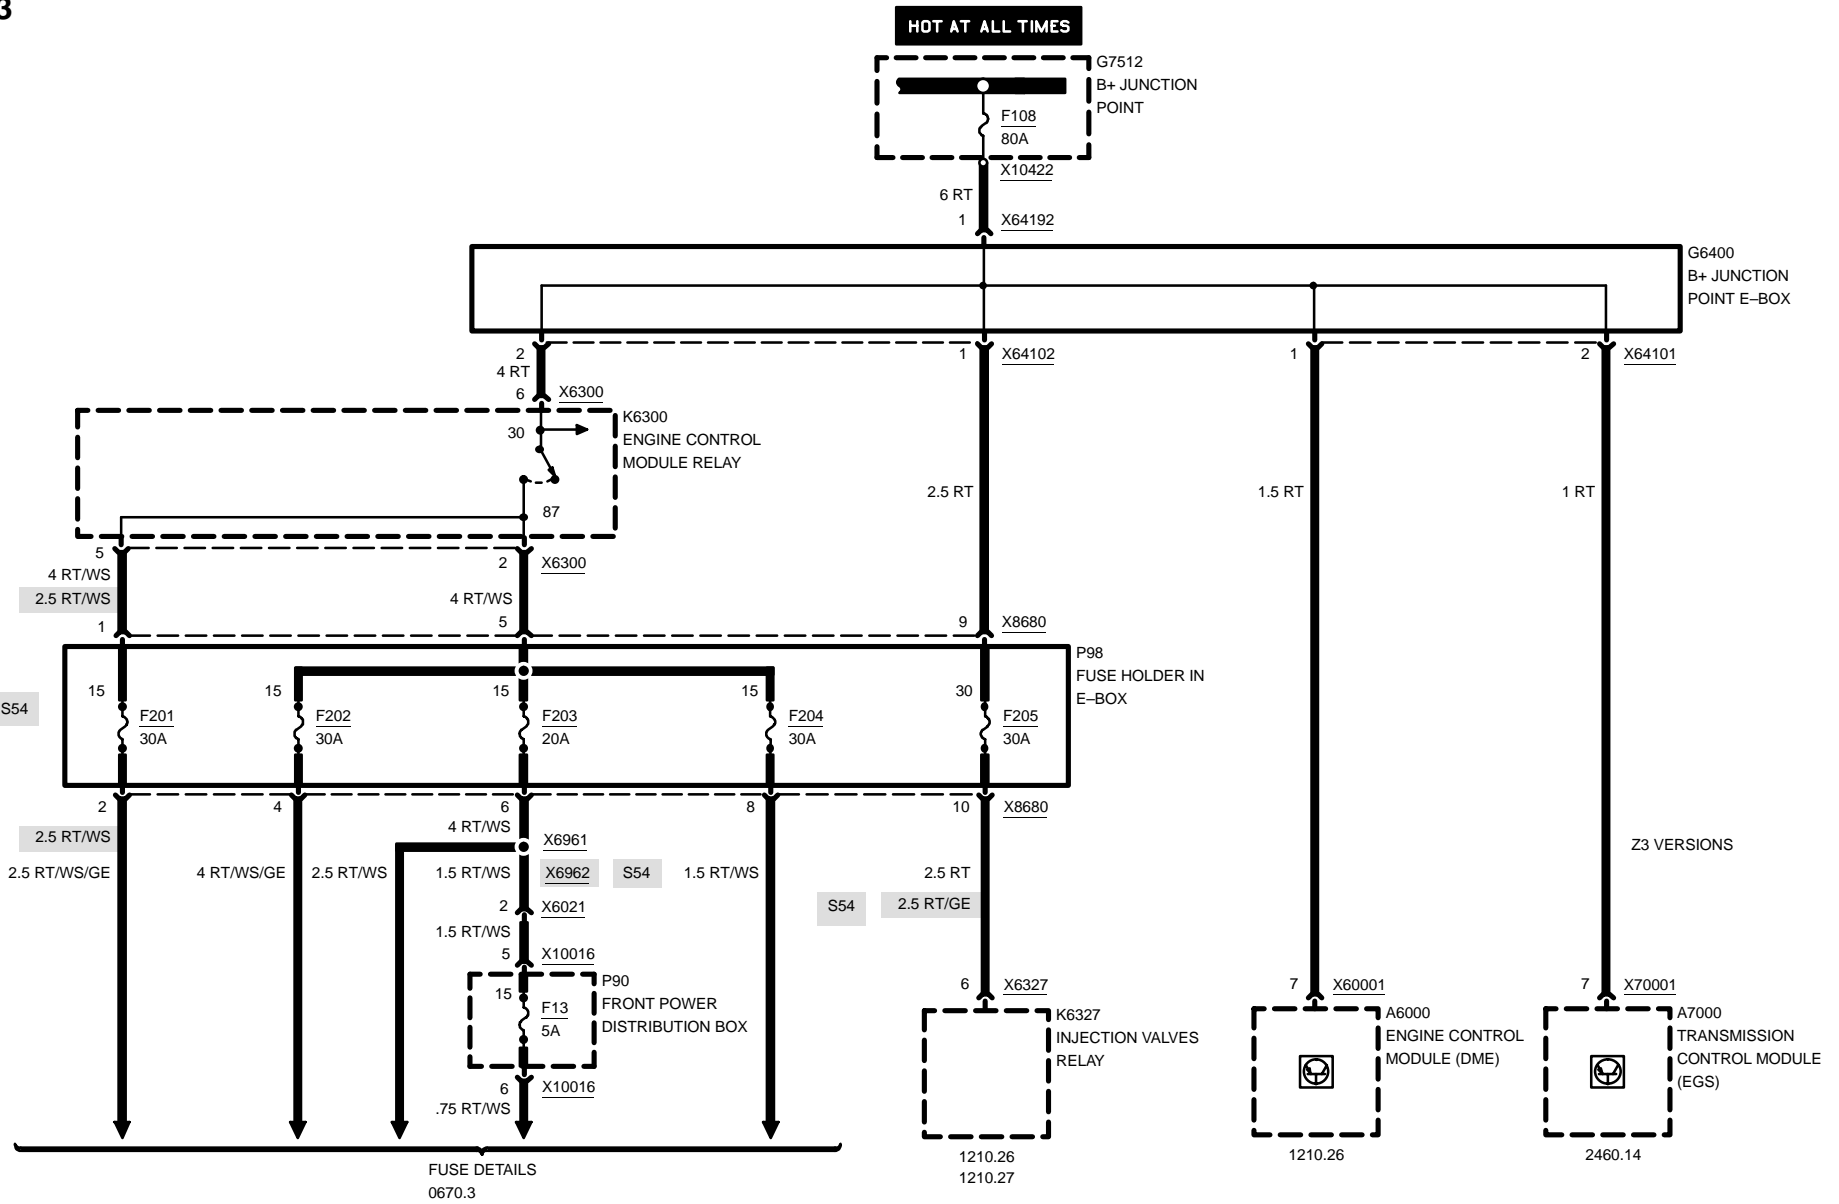 3
HOT AT ALL TIMES
G7512
B+ JUNCTION
POINT
F108
80A
X10422
6 RT
1 X64192
G6400
B+ JUNCTION
POINT E–BOX
2 1 X64102 1 2 X64101
4 RT
6 X6300
K6300
30 ENGINE CONTROL
MODULE RELAY
2.5 RT 1.5 RT 1 RT
87
5 2 X6300
4 RT/WS
2.5 RT/WS 4 RT/WS
1 5 9 X8680
P98
FUSE HOLDER IN
E–BOX
15 15 15 15 30
S54 F201 F202 F203 F204 F205
30A 30A 20A 30A 30A
2 4 6 8 10 X8680
4 RT/WS
2.5 RT/WS X6961 Z3 VERSIONS
2.5 RT/WS/GE 4 RT/WS/GE 2.5 RT/WS 1.5 RT/WS X6962 S54 1.5 RT/WS 2.5 RT
2 X6021 S54 2.5 RT/GE
1.5 RT/WS
5 X10016
P90
15 FRONT POWER
DISTRIBUTION BOX
F13
5A
6 X6327 7 X60001 7 X70001
K6327
INJECTION VALVES
RELAY
A6000
ENGINE CONTROL
MODULE (DME)
A7000
TRANSMISSION
CONTROL MODULE
(EGS)
6 X10016
.75 RT/WS
1210.26 1210.26 2460.14
1210.27
FUSE DETAILS
0670.3